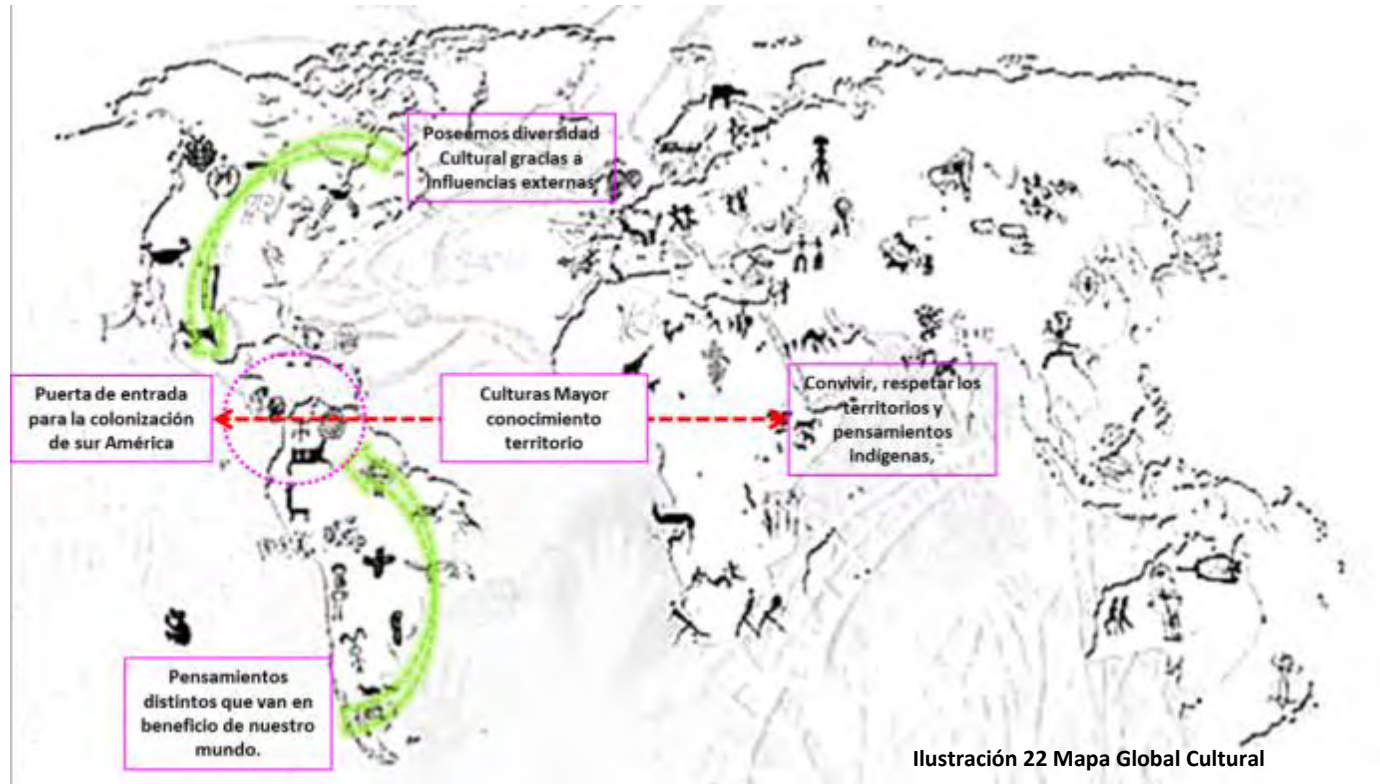 Poseemos diversidad
Cultural gracias a
influencias externas,
Puerta de entrada
para la colonización
de sur América
Culturas Mayor
conocimiento
territorio
Convivir, respetar los
territorios y
pensamientos
indígenas,
Pensamientos
distintos que van en
beneficio de nuestro
mundo.
Ilustración 22 Mapa Global Cultural